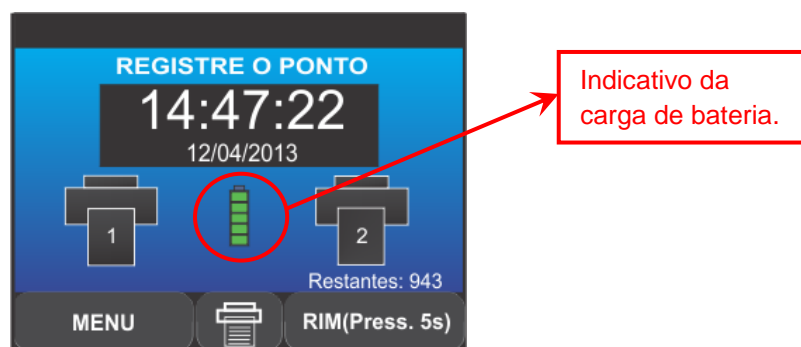 REGISTRE O PONTO
14:47:22
12/04/2013
1
2
Restantes: 943
MENU
RIM(Press. 5s)
Indicativo da
carga de bateria.